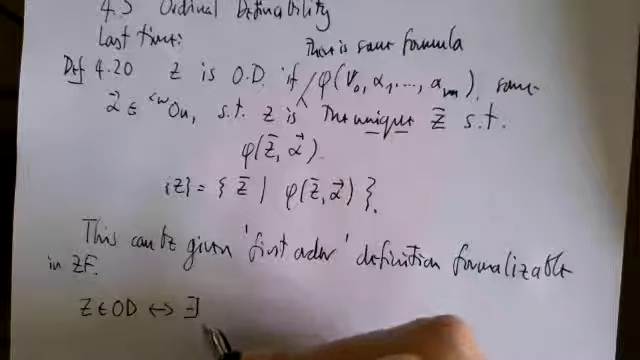 4.3 Ordinal Definability
Last time:
There is some formula
Def 4.20 z is O.D. if φ(v₀, α₁, ..., αₘ), some
α⃗ ∈ ^{<ω}On, s.t. z is the unique z̄ s.t.
φ(z̄, α⃗).
{z} = { z̄ | φ(z̄, α⃗) }.
This can be given 'first order' definition formalizable
in ZF.
z ∈ OD ↔ ∃